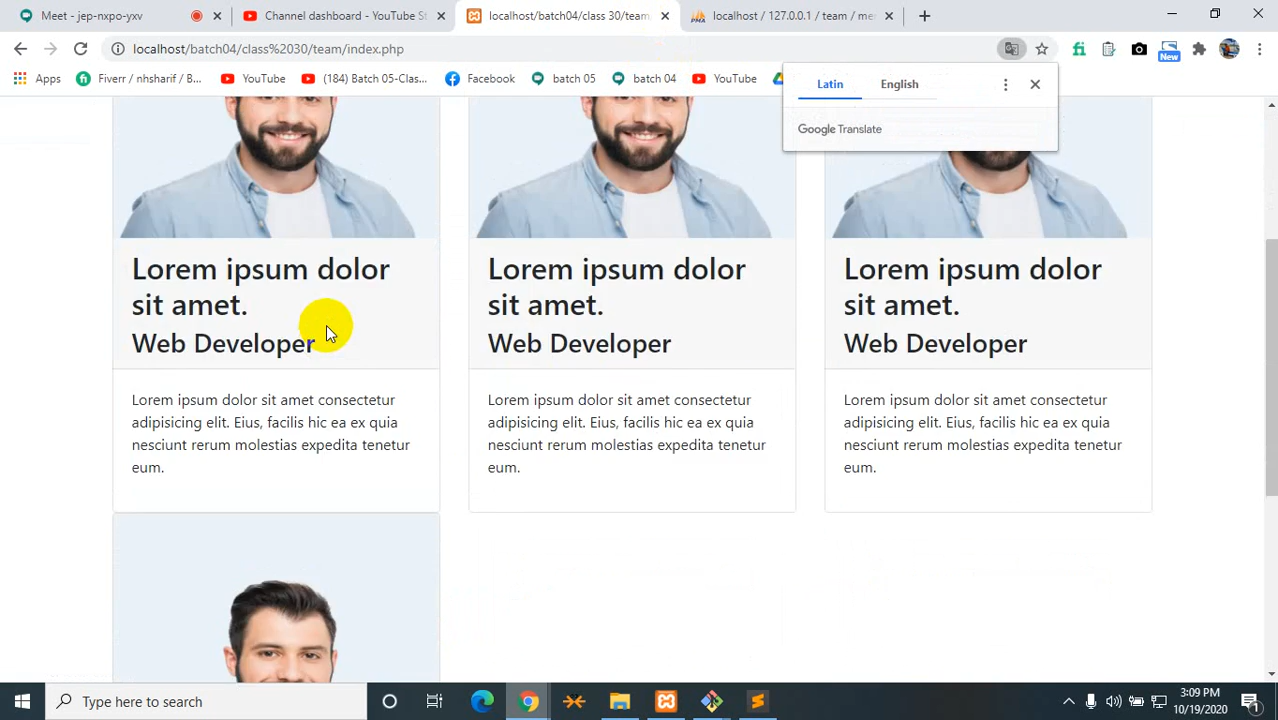 Meet - jep-nxpo-yxv
Channel dashboard - YouTube S
localhost/batch04/class 30/team
localhost / 127.0.0.1 / team / me
localhost/batch04/class%2030/team/index.php
New
Apps
Fiverr / nhsharif / B...
YouTube
(184) Batch 05-Clas...
Facebook
batch 05
batch 04
YouTube
Latin
English
Google Translate
Lorem ipsum dolor
sit amet.
Web Developer
Lorem ipsum dolor sit amet consectetur
adipisicing elit. Eius, facilis hic ea ex quia
nesciunt rerum molestias expedita tenetur
eum.
Lorem ipsum dolor
sit amet.
Web Developer
Lorem ipsum dolor sit amet consectetur
adipisicing elit. Eius, facilis hic ea ex quia
nesciunt rerum molestias expedita tenetur
eum.
Lorem ipsum dolor
sit amet.
Web Developer
Lorem ipsum dolor sit amet consectetur
adipisicing elit. Eius, facilis hic ea ex quia
nesciunt rerum molestias expedita tenetur
eum.
Type here to search
3:09 PM
10/19/2020